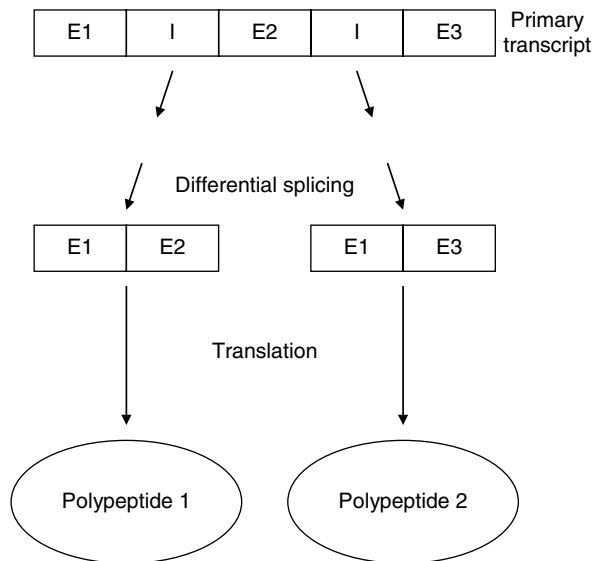 E1 I E2 I E3
Primary
transcript
Differential splicing
E1 E2 E1 E3
Translation
Polypeptide 1 Polypeptide 2